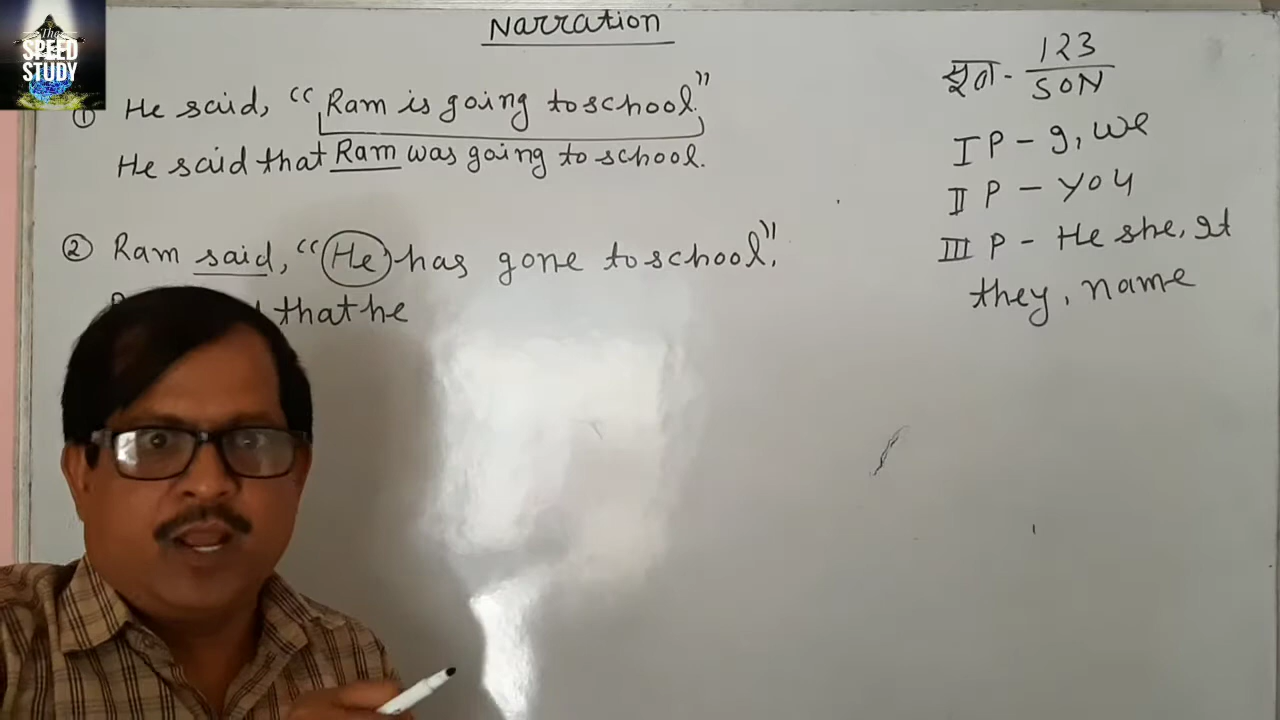 The
SPEED
STUDY
Narration
① He said, “Ram is going to school.”
He said that Ram was going to school.
② Ram said, “He has gone to school”.
that he
सूत्र - 123
SON
I P - I, we
II P - you
III P - He she, It
they, name